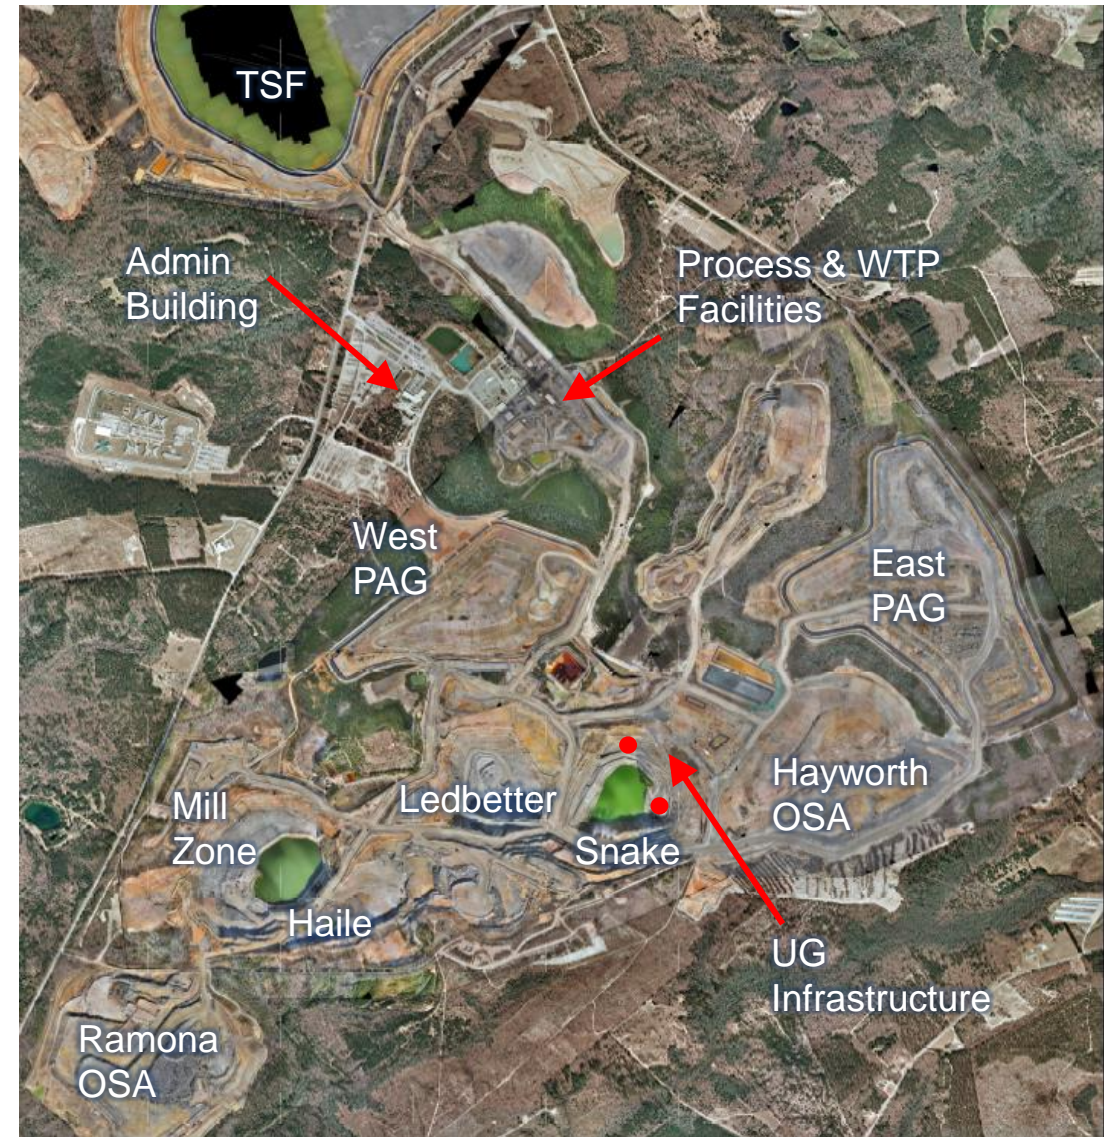 TSF
Admin
Building
Process & WTP
Facilities
West
PAG
East
PAG
Mill
Zone
Ledbetter
Hayworth
OSA
Snake
Haile
UG
Infrastructure
Ramona
OSA